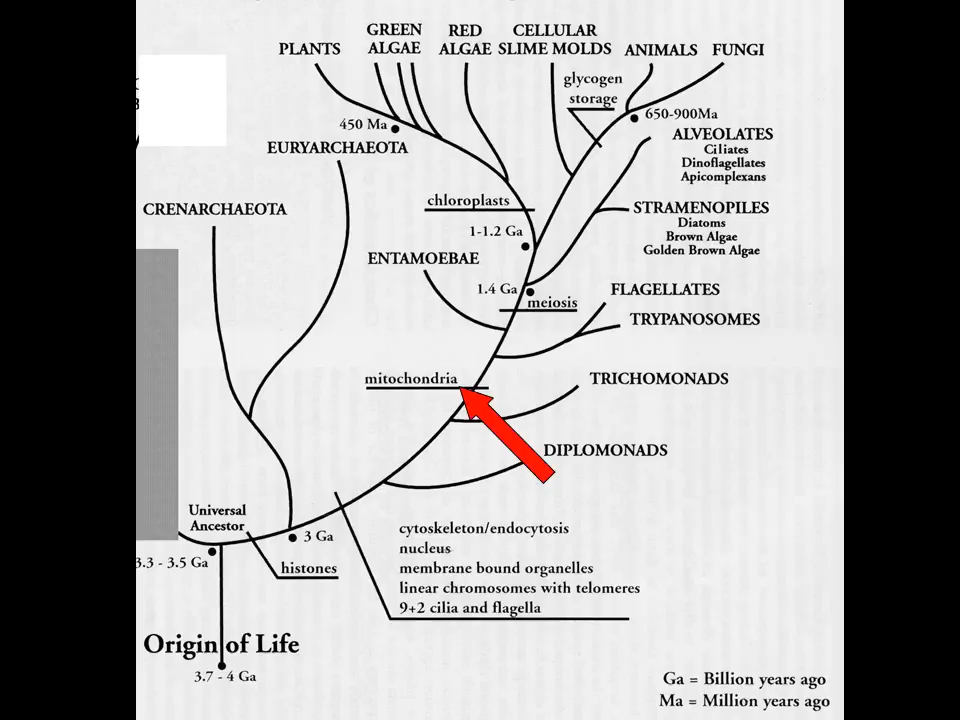 PLANTS
GREEN
ALGAE
RED
ALGAE
CELLULAR
SLIME MOLDS
ANIMALS
FUNGI
glycogen
storage
650-900Ma
450 Ma
EURYARCHAEOTA
ALVEOLATES
Ciliates
Dinoflagellates
Apicomplexans
CRENARCHAEOTA
chloroplasts
STRAMENOPILES
Diatoms
Brown Algae
Golden Brown Algae
1-1.2 Ga
ENTAMOEBAE
1.4 Ga
meiosis
FLAGELLATES
TRYPANOSOMES
mitochondria
TRICHOMONADS
DIPLOMONADS
Universal
Ancestor
3 Ga
3.3 - 3.5 Ga
histones
cytoskeleton/endocytosis
nucleus
membrane bound organelles
linear chromosomes with telomeres
9+2 cilia and flagella
Origin of Life
3.7 - 4 Ga
Ga = Billion years ago
Ma = Million years ago